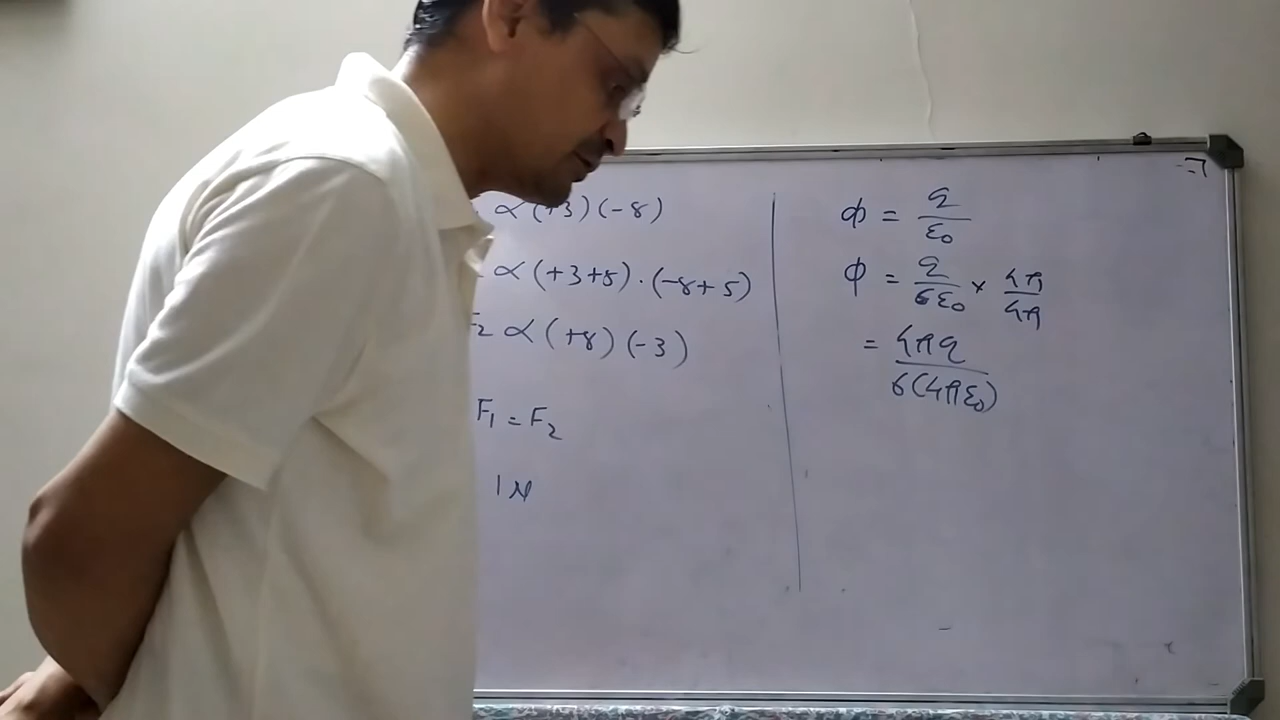 ∝ (+3) (-8)
∝ (+3+5) . (-8+5)
F₂ ∝ (+8) (-3)
F₁ = F₂
1 N
ϕ = q/ε₀
ϕ = q/6ε₀ × 4π/4π
= 4πq/6(4πε₀)